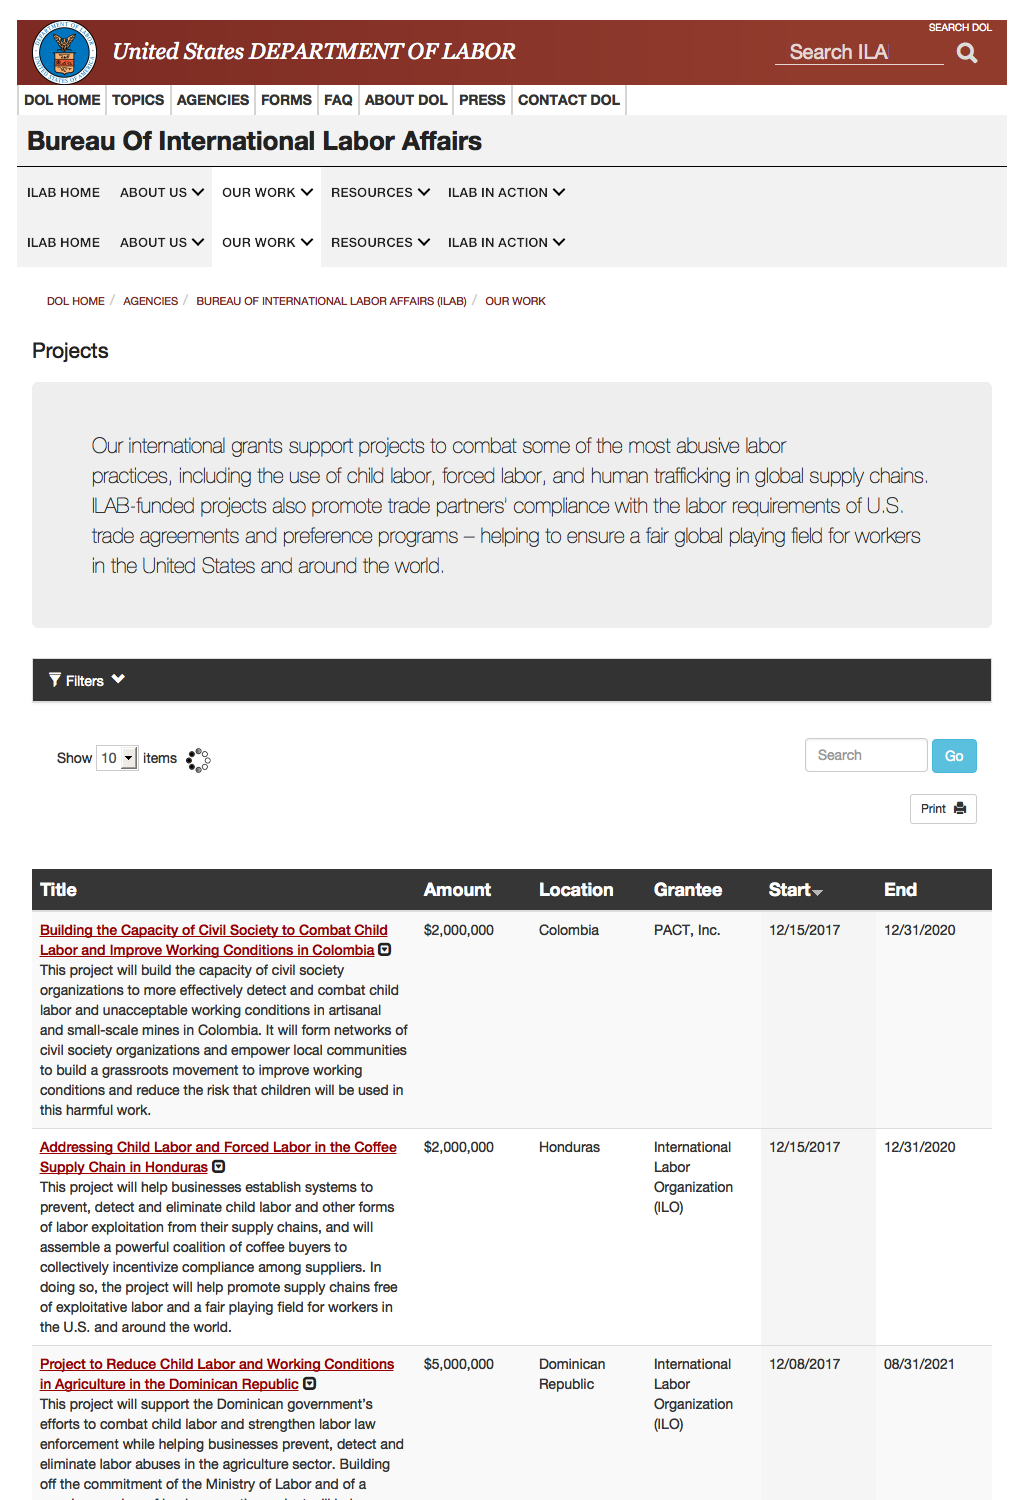 SEARCH DOL
United States DEPARTMENT OF LABOR
Search ILA
DOL HOME TOPICS AGENCIES FORMS FAQ ABOUT DOL PRESS CONTACT DOL
Bureau Of International Labor Affairs
ILAB HOME ABOUT US OUR WORK RESOURCES ILAB IN ACTION
ILAB HOME ABOUT US OUR WORK RESOURCES ILAB IN ACTION
DOL HOME / AGENCIES / BUREAU OF INTERNATIONAL LABOR AFFAIRS (ILAB) / OUR WORK
Projects
Our international grants support projects to combat some of the most abusive labor
practices, including the use of child labor, forced labor, and human trafficking in global supply chains.
ILAB-funded projects also promote trade partners' compliance with the labor requirements of U.S.
trade agreements and preference programs – helping to ensure a fair global playing field for workers
in the United States and around the world.
Filters
Show 10 items
Search Go
Print
Title Amount Location Grantee Start End
Building the Capacity of Civil Society to Combat Child $2,000,000 Colombia PACT, Inc. 12/15/2017 12/31/2020
Labor and Improve Working Conditions in Colombia
This project will build the capacity of civil society
organizations to more effectively detect and combat child
labor and unacceptable working conditions in artisanal
and small-scale mines in Colombia. It will form networks of
civil society organizations and empower local communities
to build a grassroots movement to improve working
conditions and reduce the risk that children will be used in
this harmful work.
Addressing Child Labor and Forced Labor in the Coffee $2,000,000 Honduras International 12/15/2017 12/31/2020
Supply Chain in Honduras Labor
This project will help businesses establish systems to Organization
prevent, detect and eliminate child labor and other forms (ILO)
of labor exploitation from their supply chains, and will
assemble a powerful coalition of coffee buyers to
collectively incentivize compliance among suppliers. In
doing so, the project will help promote supply chains free
of exploitative labor and a fair playing field for workers in
the U.S. and around the world.
Project to Reduce Child Labor and Working Conditions $5,000,000 Dominican International 12/08/2017 08/31/2021
in Agriculture in the Dominican Republic Republic Labor
This project will support the Dominican government’s Organization
efforts to combat child labor and strengthen labor law (ILO)
enforcement while helping businesses prevent, detect and
eliminate labor abuses in the agriculture sector. Building
off the commitment of the Ministry of Labor and of a